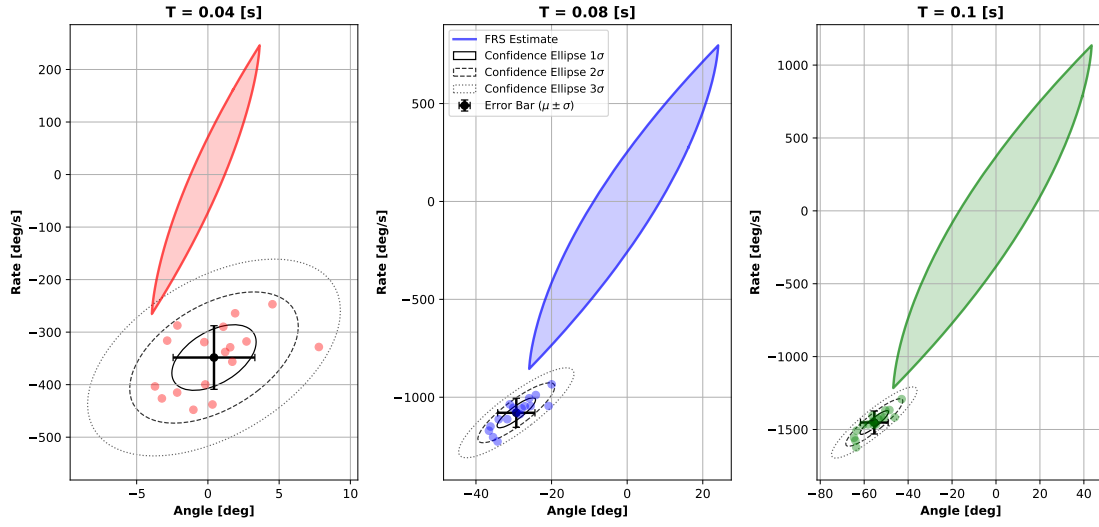 T = 0.04 [s]
Rate [deg/s]
200
100
0
−100
−200
−300
−400
−500
−5
0
5
10
Angle [deg]
T = 0.08 [s]
FRS Estimate
Confidence Ellipse 1σ
Confidence Ellipse 2σ
Confidence Ellipse 3σ
Error Bar (μ ± σ)
Rate [deg/s]
500
0
−500
−1000
−40
−20
0
20
Angle [deg]
T = 0.1 [s]
Rate [deg/s]
1000
500
0
−500
−1000
−1500
−80
−60
−40
−20
0
20
40
Angle [deg]